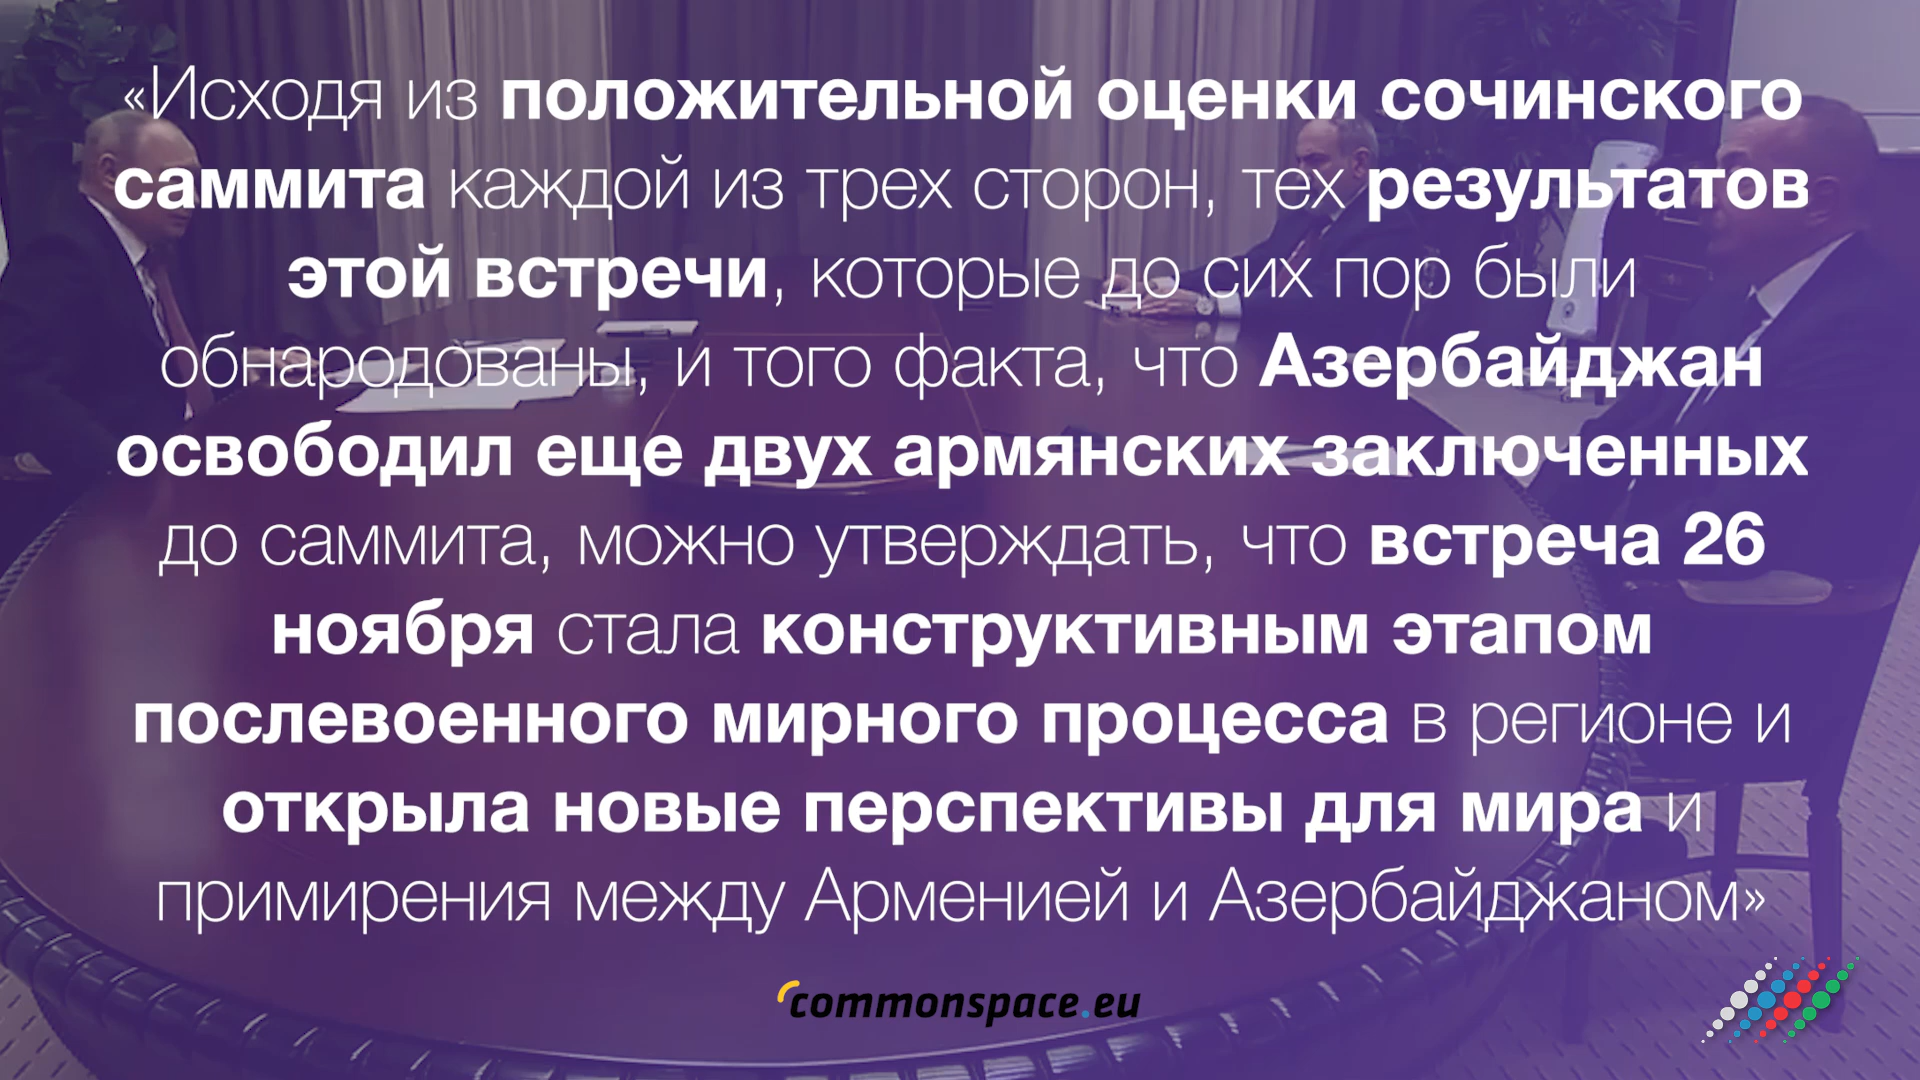 «Исходя из положительной оценки сочинского
саммита каждой из трех сторон, тех результатов
этой встречи, которые до сих пор были
обнародованы, и того факта, что Азербайджан
освободил еще двух армянских заключенных
до саммита, можно утверждать, что встреча 26
ноября стала конструктивным этапом
послевоенного мирного процесса в регионе и
открыла новые перспективы для мира и
примирения между Арменией и Азербайджаном»
commonspace.eu